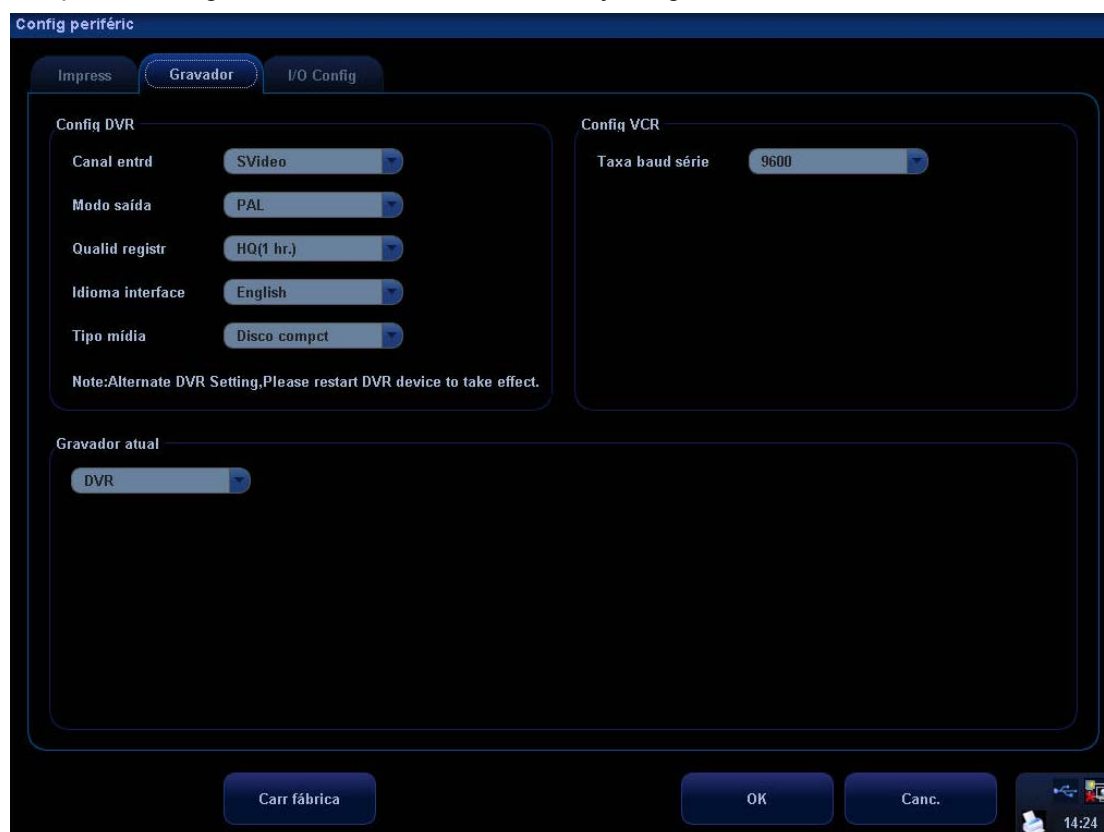 Config periféric
Impress Gravador I/O Config
Config DVR
Canal entrd SVideo
Modo saída PAL
Qualid registr HQ(1 hr.)
Idioma interface English
Tipo mídia Disco compct
Note:Alternate DVR Setting,Please restart DVR device to take effect.
Config VCR
Taxa baud série 9600
Gravador atual
DVR
Carr fábrica OK Canc.
14:24